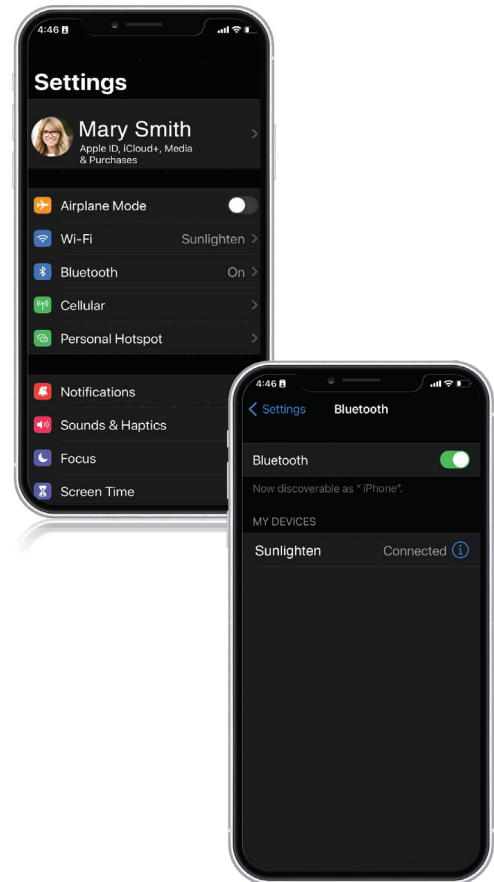 4:46
Settings
Mary Smith
Apple ID, iCloud+, Media
& Purchases
Airplane Mode
Wi-Fi Sunlighten
Bluetooth On
Cellular
Personal Hotspot
Notifications
Sounds & Haptics
Focus
Screen Time
4:46
Settings Bluetooth
Bluetooth
Now discoverable as “ iPhone”.
MY DEVICES
Sunlighten Connected